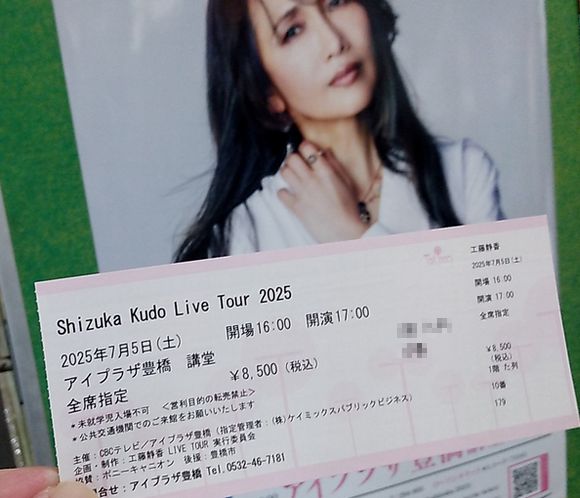 Shizuka Kudo Live Tour 2025
2025年7月5日(土) 開場16:00 開演17:00
アイプラザ豊橋 講堂
¥8,500(税込)
全席指定
*未就学児入場不可 <営利目的の転売禁止>
*公共交通機関でのご来館をお願いいたします
主催:CBCテレビ/アイプラザ豊橋(指定管理者:(株)ケイミックスパブリックビジネス)
企画・制作:工藤静香 LIVE TOUR 実行委員会
協賛:ポニーキャニオン 後援:豊橋市
合せ:アイプラザ豊橋 Tel.0532-46-7181
工藤静香
2025年7月5日(土)
開場 16:00
開演 17:00
全席指定
¥8,500
(税込)
1階 た列
10番
179
アイプラザ豊橋